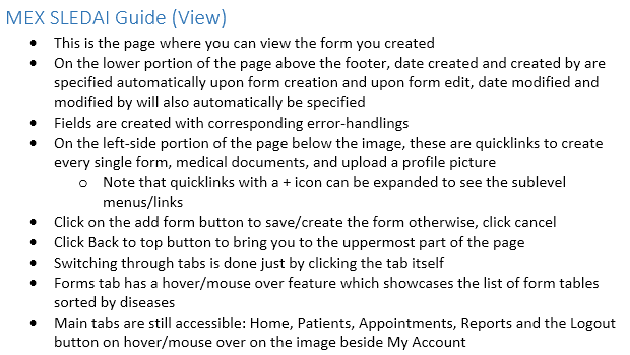 MEX SLEDAI Guide (View)
• This is the page where you can view the form you created
• On the lower portion of the page above the footer, date created and created by are
specified automatically upon form creation and upon form edit, date modified and
modified by will also automatically be specified
• Fields are created with corresponding error-handlings
• On the left-side portion of the page below the image, these are quicklinks to create
every single form, medical documents, and upload a profile picture
o Note that quicklinks with a + icon can be expanded to see the sublevel
menus/links
• Click on the add form button to save/create the form otherwise, click cancel
• Click Back to top button to bring you to the uppermost part of the page
• Switching through tabs is done just by clicking the tab itself
• Forms tab has a hover/mouse over feature which showcases the list of form tables
sorted by diseases
• Main tabs are still accessible: Home, Patients, Appointments, Reports and the Logout
button on hover/mouse over on the image beside My Account